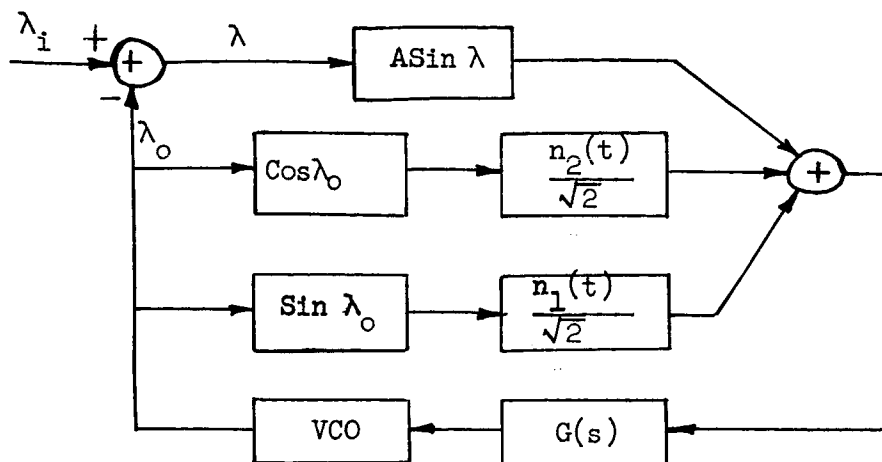 λi + + λ ASin λ
−
λo Cosλo n2(t)/√2 +
Sin λo n1(t)/√2
VCO G(s)